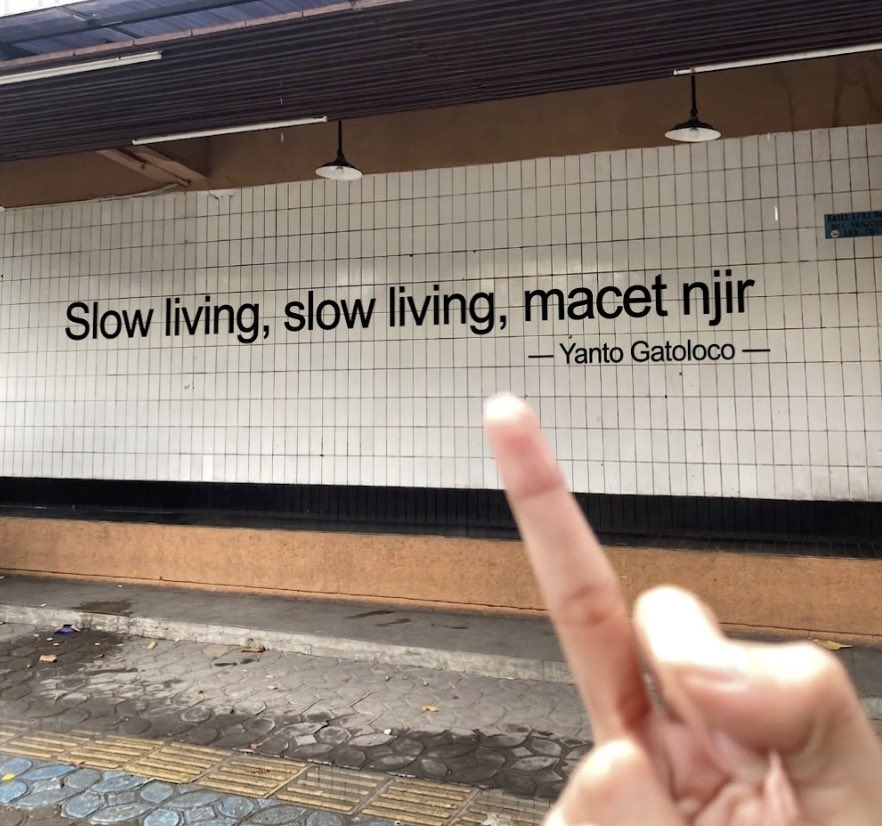 Slow living, slow living, macet njir
— Yanto Gatoloco —